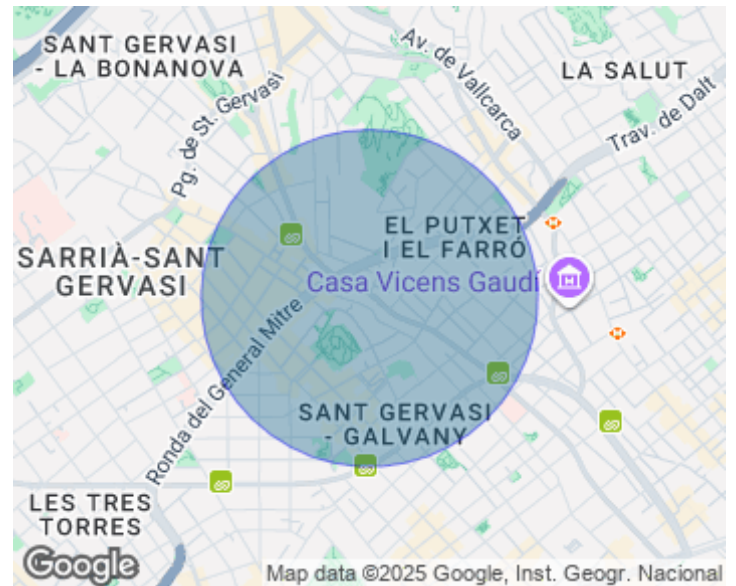 SANT GERVASI
- LA BONANOVA
Av. de Vallcarca
LA SALUT
Pg. de St. Gervasi
Trav. de Dalt
EL PUTXET
I EL FARRÓ
SARRIÀ-SANT
GERVASI
Casa Vicens Gaudí
Ronda del General Mitre
SANT GERVASI
- GALVANY
LES TRES
TORRES
Google
Map data ©2025 Google, Inst. Geogr. Nacional